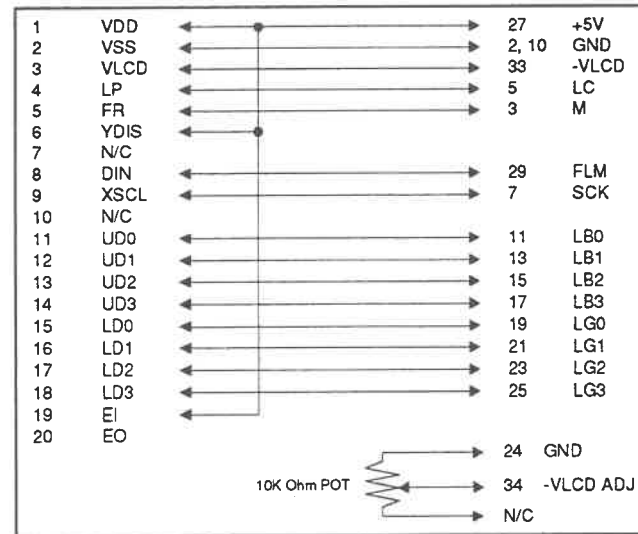 1 VDD 27 +5V
2 VSS 2, 10 GND
3 VLCD 33 -VLCD
4 LP 5 LC
5 FR 3 M
6 YDIS
7 N/C
8 DIN 29 FLM
9 XSCL 7 SCK
10 N/C
11 UD0 11 LB0
12 UD1 13 LB1
13 UD2 15 LB2
14 UD3 17 LB3
15 LD0 19 LG0
16 LD1 21 LG1
17 LD2 23 LG2
18 LD3 25 LG3
19 EI
20 EO
24 GND
10K Ohm POT 34 -VLCD ADJ
N/C